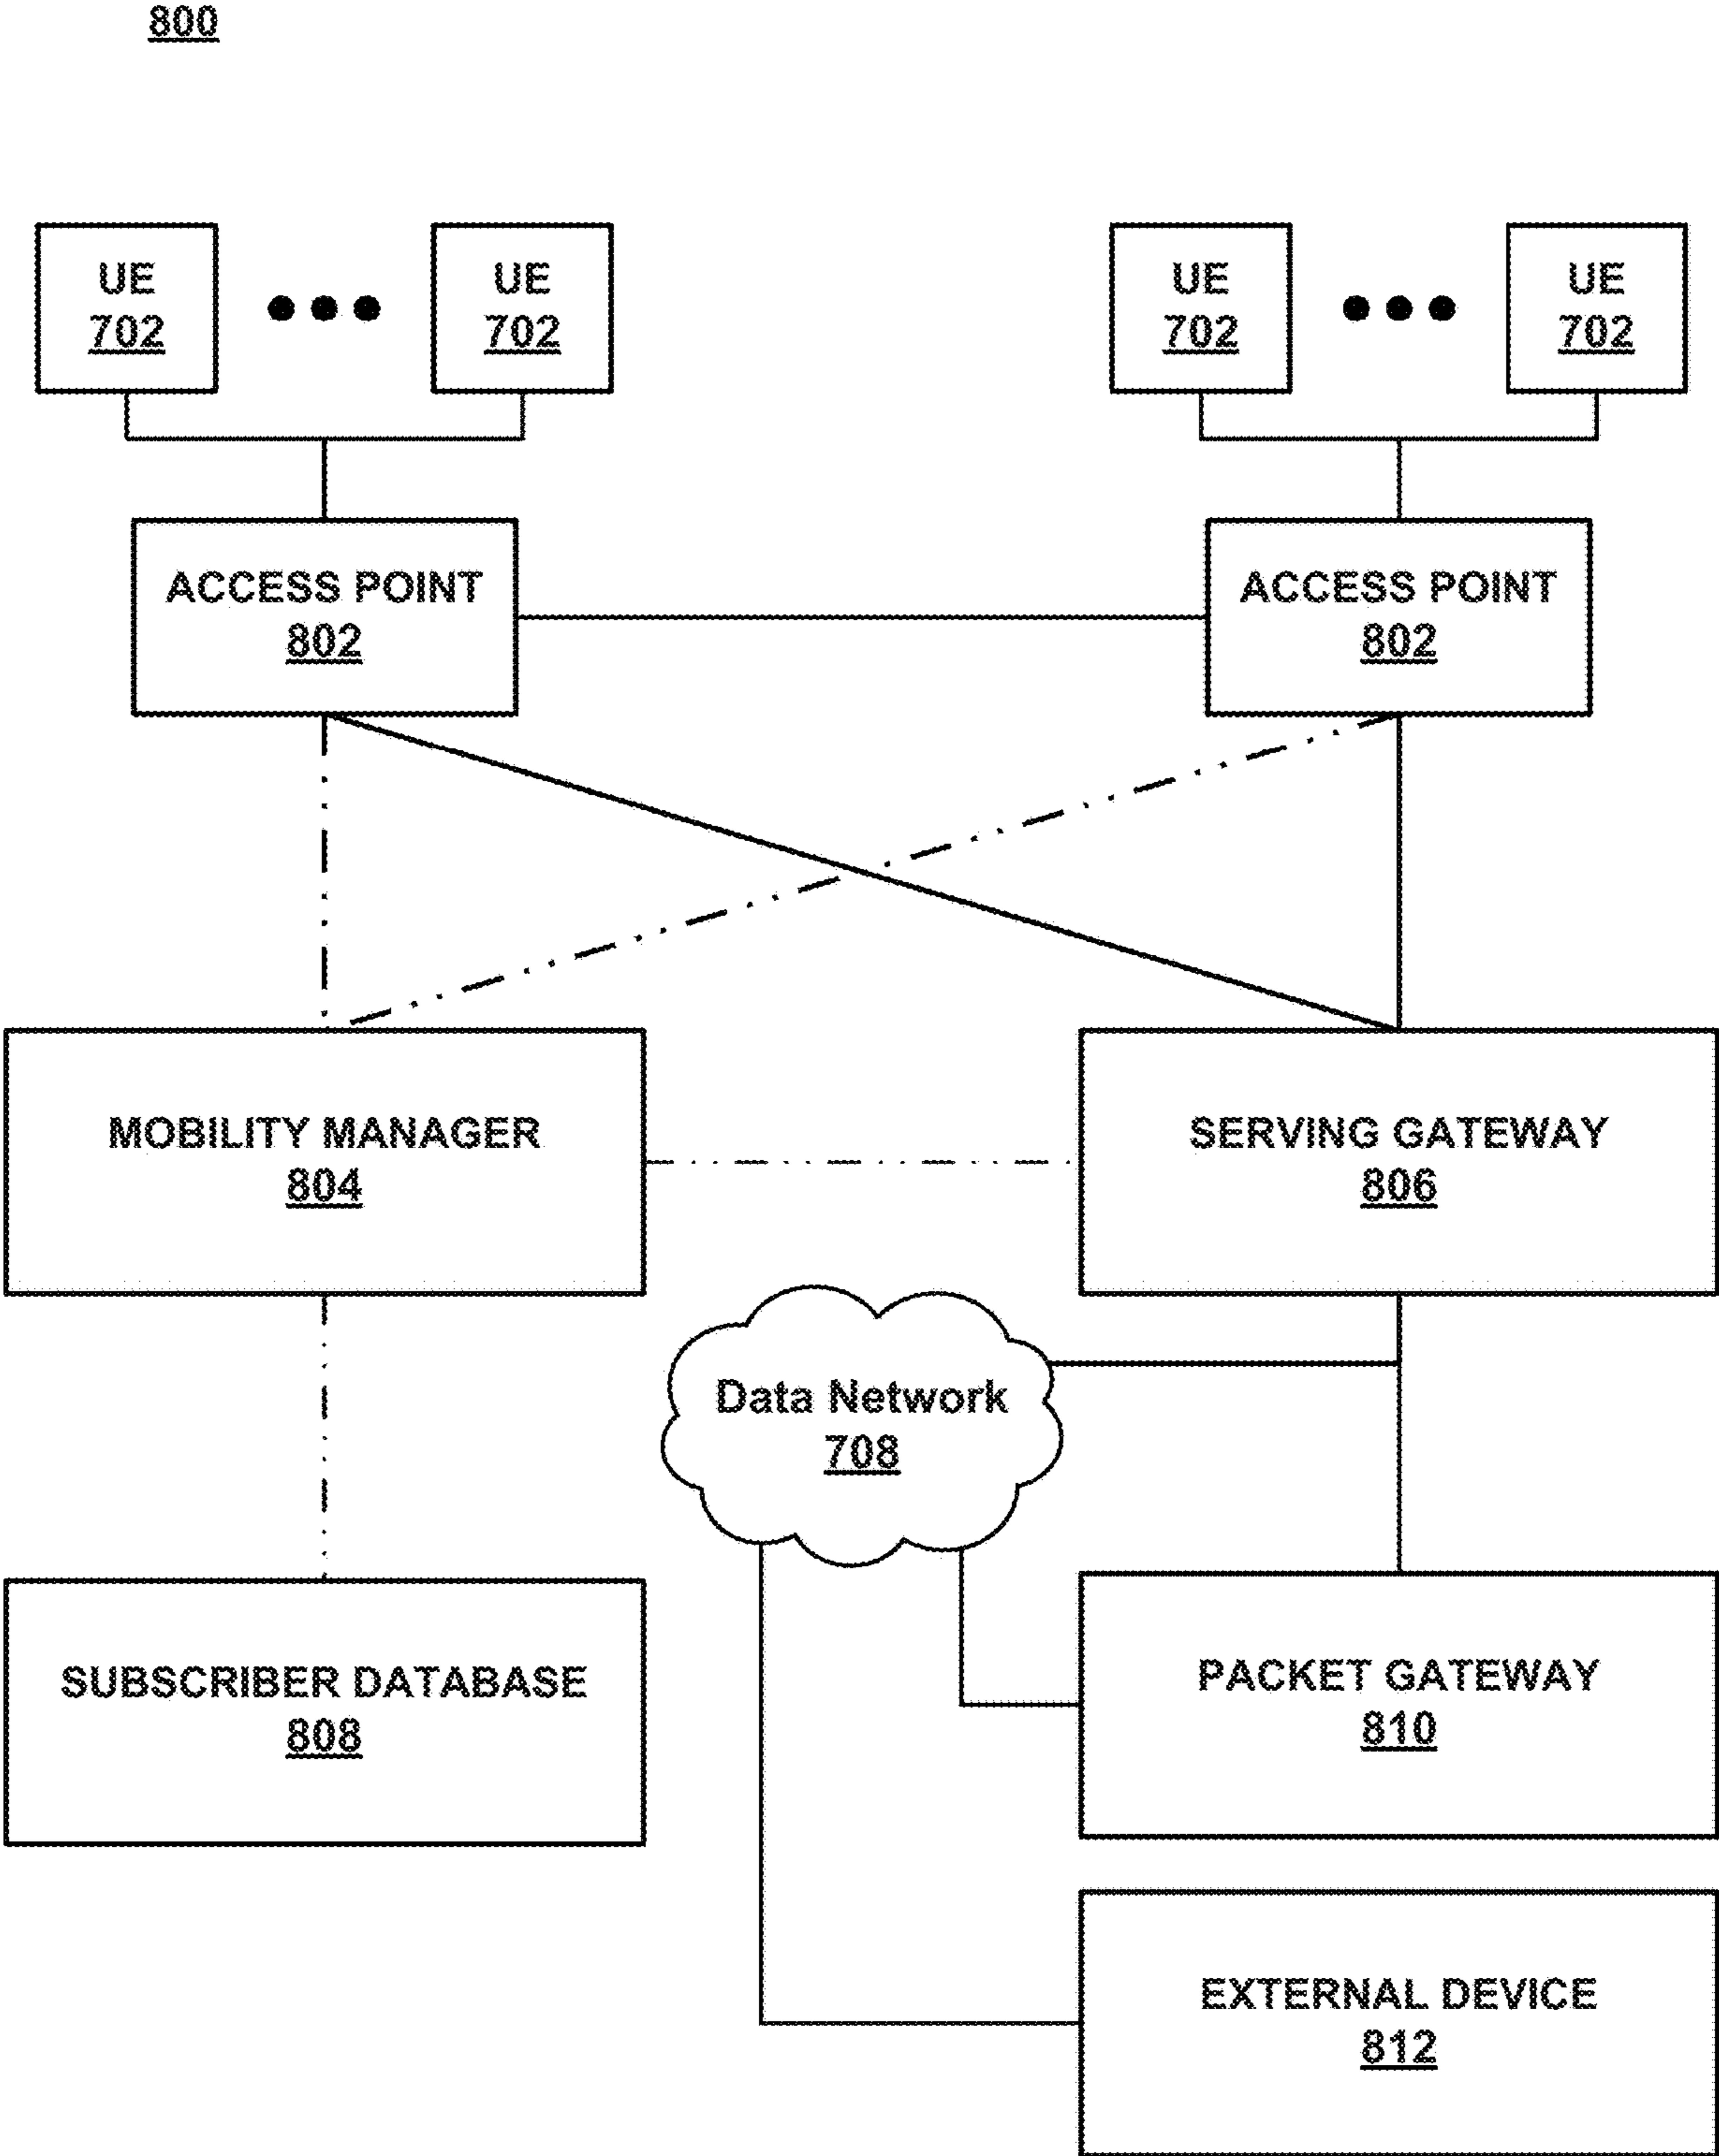 800
UE
702
UE
702
UE
702
UE
702
ACCESS POINT
802
ACCESS POINT
802
MOBILITY MANAGER
804
SERVING GATEWAY
806
Data Network
708
SUBSCRIBER DATABASE
808
PACKET GATEWAY
810
EXTERNAL DEVICE
812